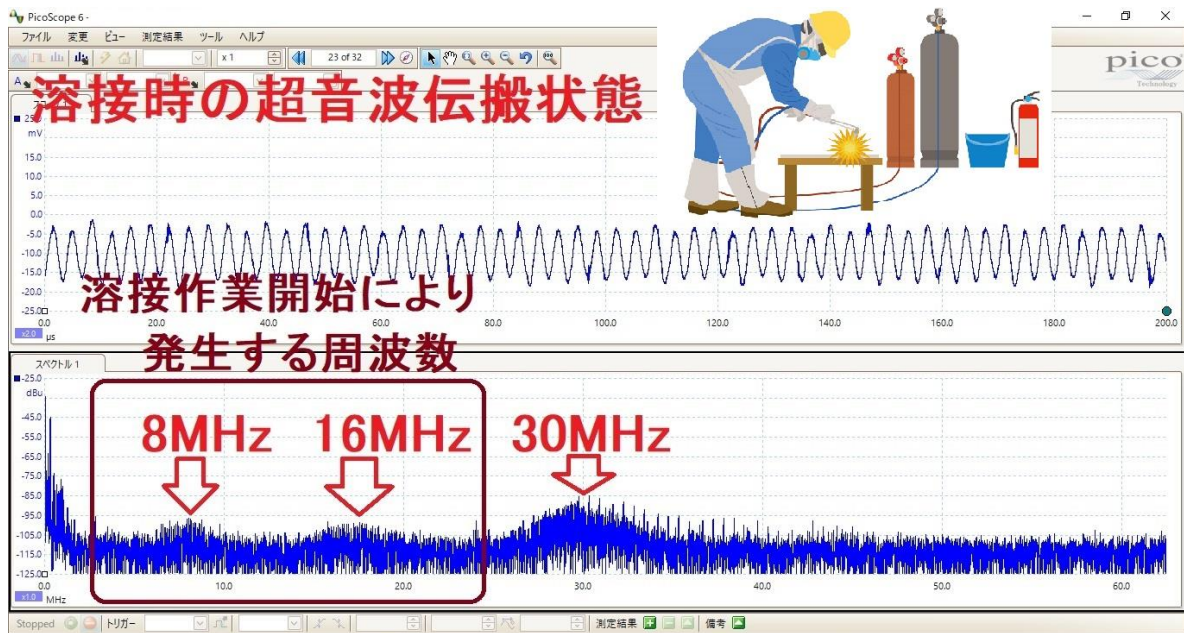 PicoScope 6 -
ファイル 変更 ビュー 測定結果 ツール ヘルプ
x 1 23 of 32
pico
Technology
A
溶接時の超音波伝搬状態
mV
15.0
10.0
5.0
0.0
-5.0
-10.0
-15.0
-20.0
-25.0
溶接作業開始により
発生する周波数
0.0 20.0 40.0 60.0 80.0 100.0 120.0 140.0 160.0 180.0 200.0
x2.0 µs
スペクトル 1
-25.0
dBu
-45.0
-55.0
-65.0
-75.0
-85.0
-95.0
-105.0
-115.0
-125.0
8MHz 16MHz 30MHz
0.0 10.0 20.0 30.0 40.0 50.0 60.0
x1.0 MHz
Stopped トリガー 測定結果 備考